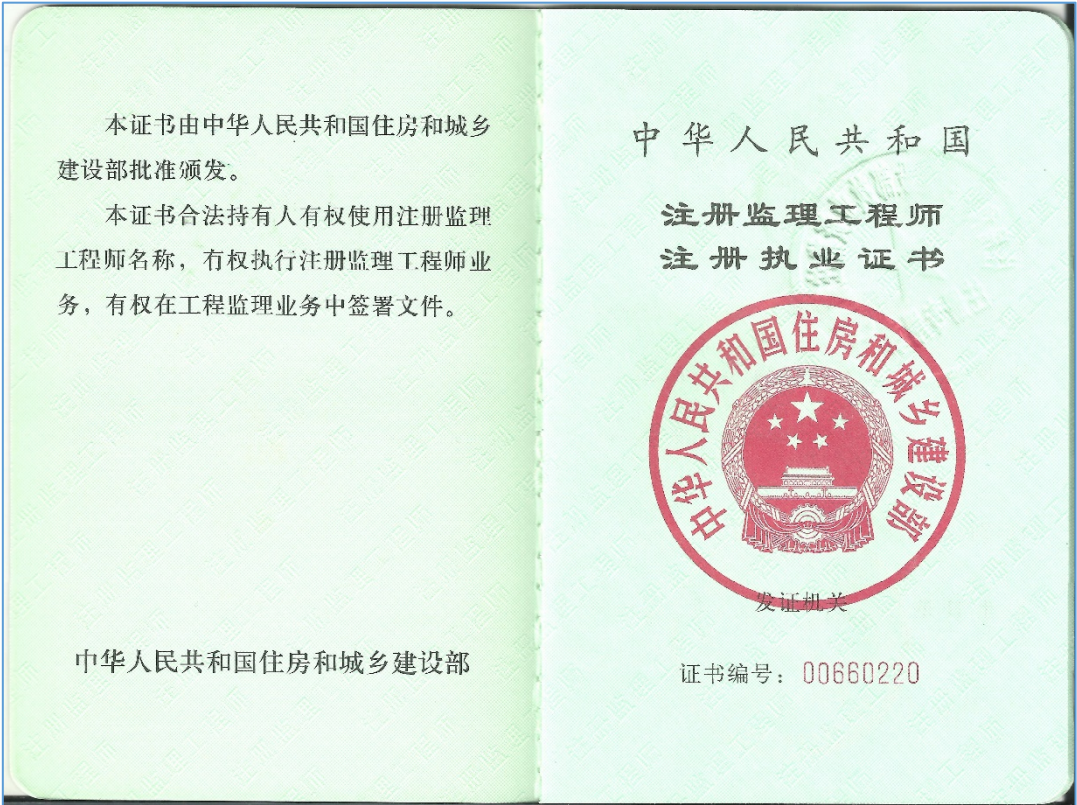 本证书由中华人民共和国住房和城乡
建设部批准颁发。
本证书合法持有人有权使用注册监理
工程师名称，有权执行注册监理工程师业
务，有权在工程监理业务中签署文件。
中华人民共和国住房和城乡建设部
中华人民共和国
注册监理工程师
注册执业证书
中华人民共和国住房和城乡建设部
发证机关
证书编号：00660220